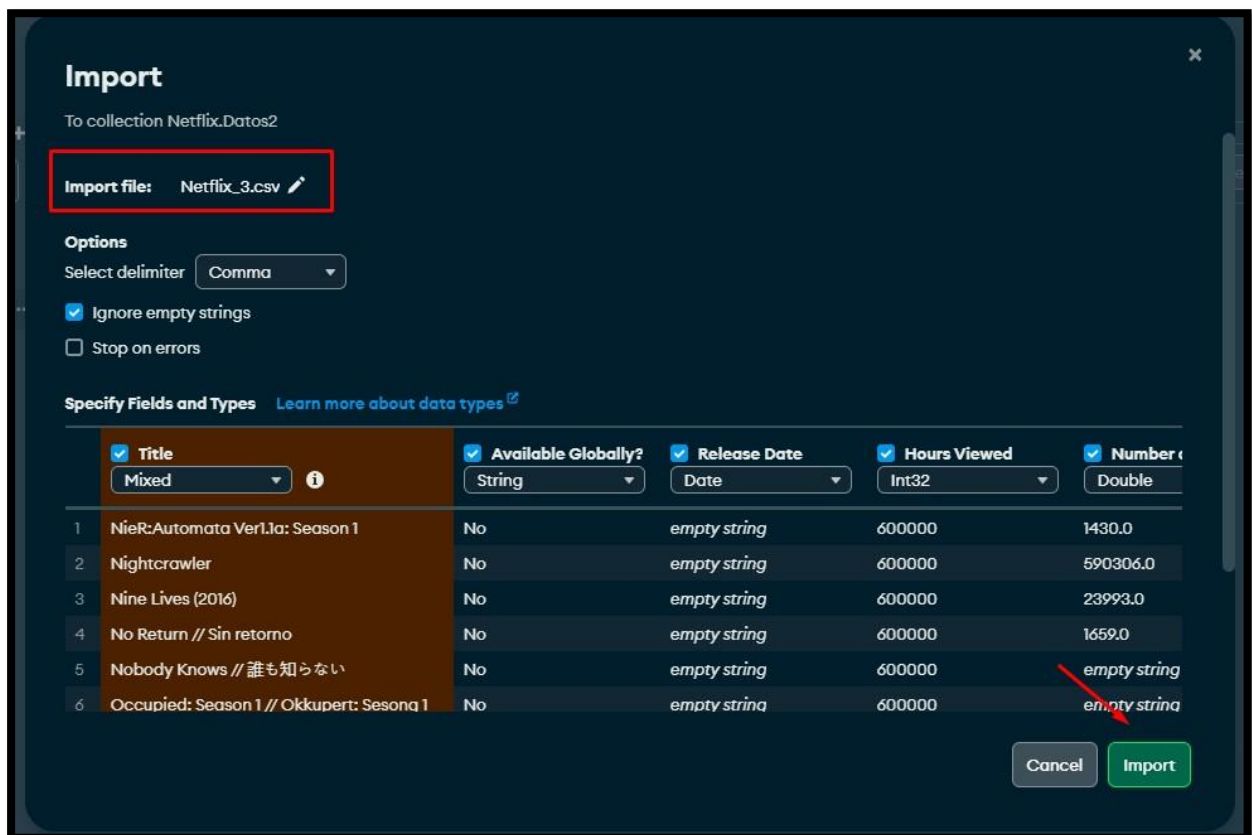 Import
To collection Netflix.Datos2
Import file: Netflix_3.csv
Options
Select delimiter Comma
Ignore empty strings
Stop on errors
Specify Fields and Types Learn more about data types
Title Available Globally? Release Date Hours Viewed Number
Mixed String Date Int32 Double
1 NieR:Automata Ver1.1a: Season 1 No empty string 600000 1430.0
2 Nightcrawler No empty string 600000 590306.0
3 Nine Lives (2016) No empty string 600000 23993.0
4 No Return // Sin retorno No empty string 600000 1659.0
5 Nobody Knows // 誰も知らない No empty string 600000 empty string
6 Occupied: Season 1 // Okkupert: Sesong 1 No empty string 600000 empty string
Cancel Import